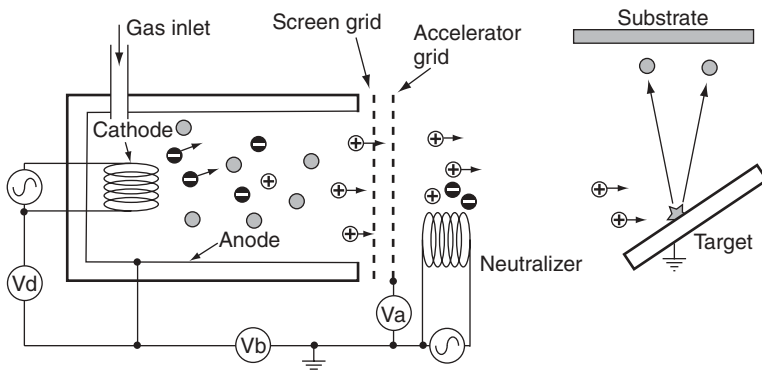 Gas inlet
Screen grid
Accelerator
grid
Substrate
Cathode
Anode
Neutralizer
Target
Vd
Va
Vb